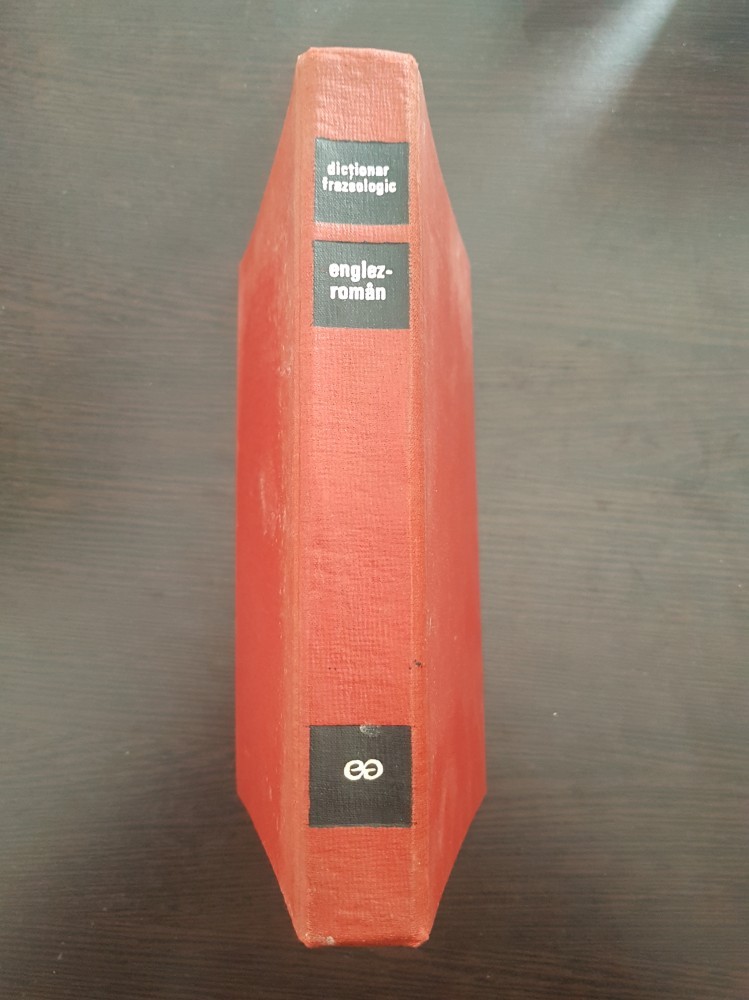 dicționar
frazeologic
englez-
român